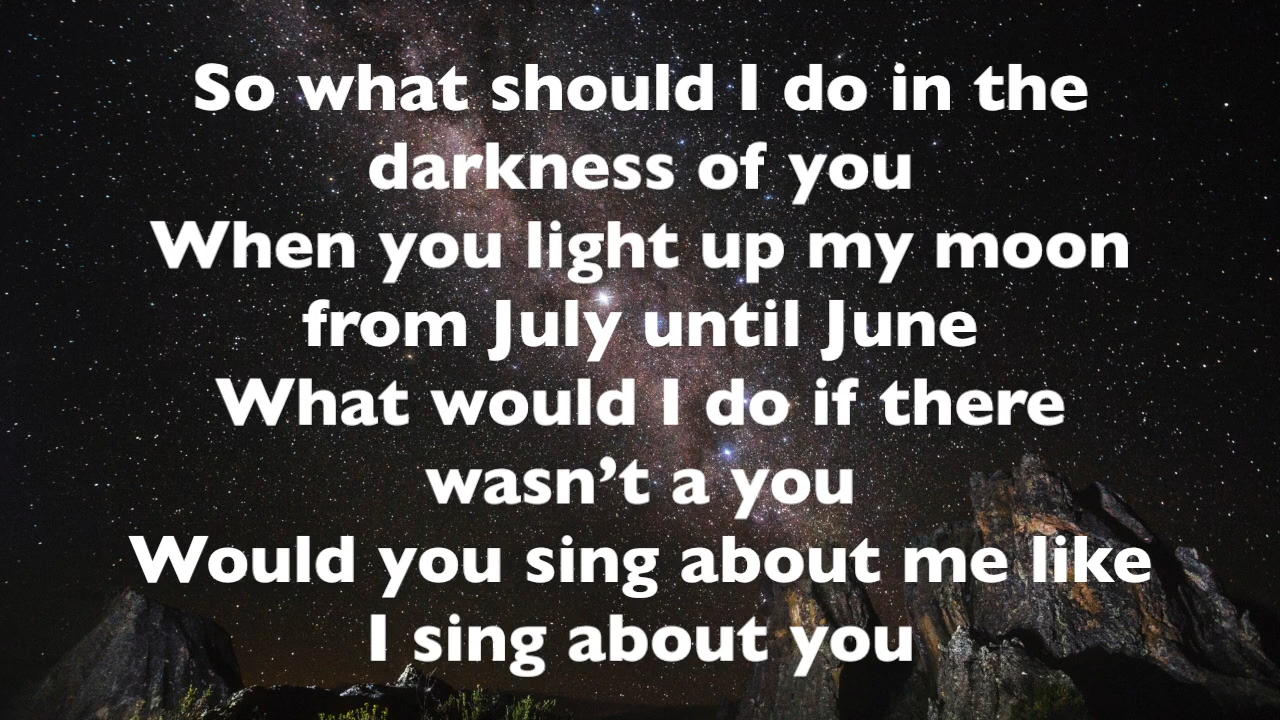 So what should I do in the
darkness of you
When you light up my moon
from July until June
What would I do if there
wasn’t a you
Would you sing about me like
I sing about you